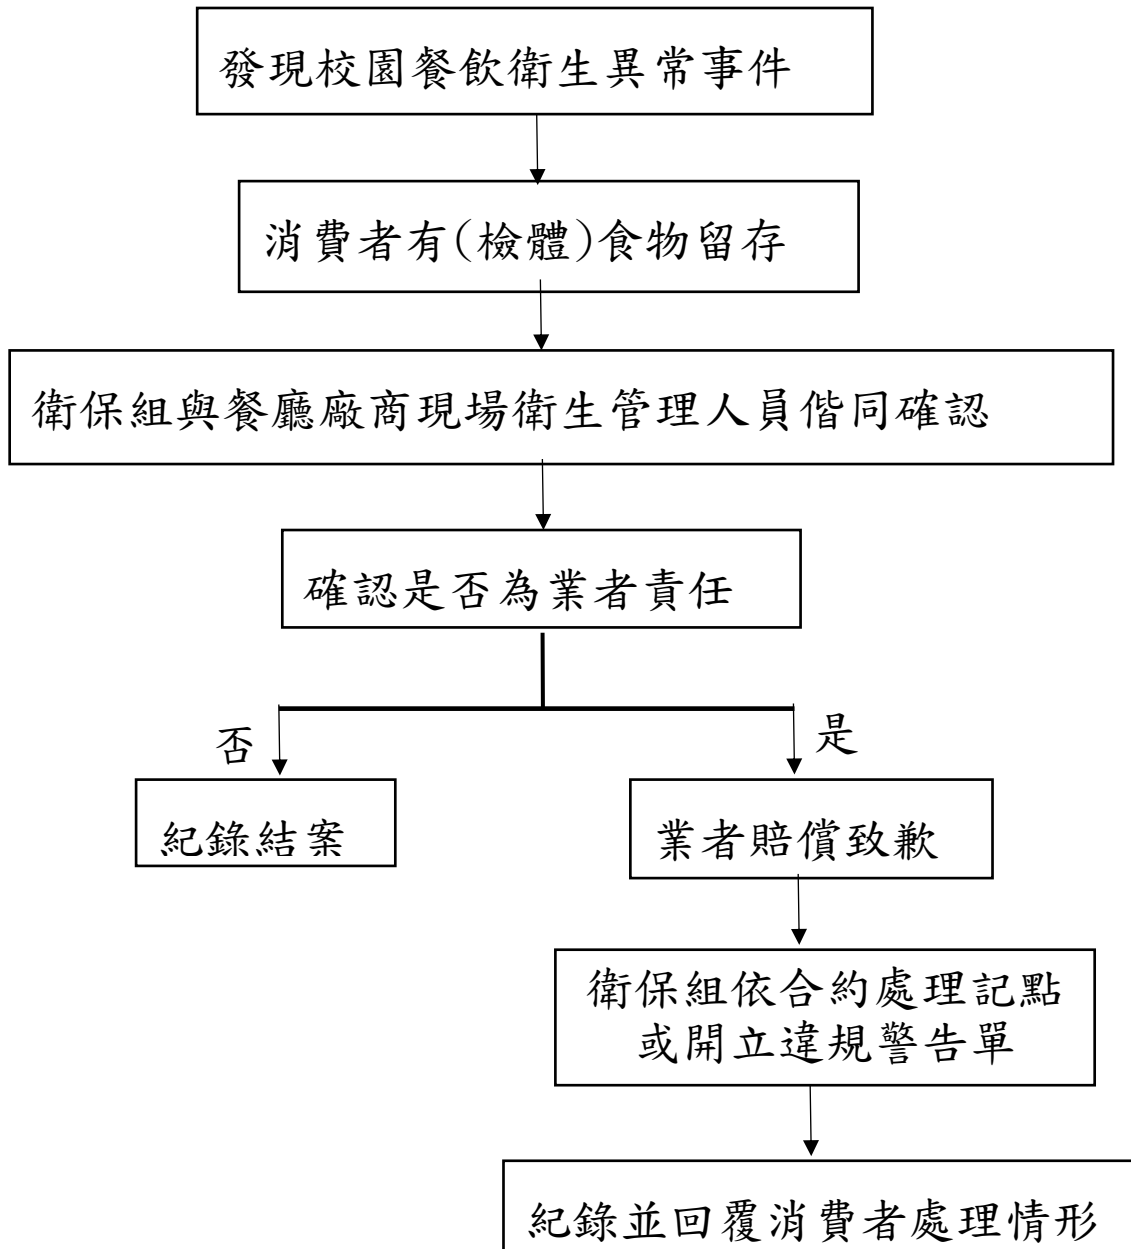 發現校園餐飲衛生異常事件
消費者有(檢體)食物留存
衛保組與餐廳廠商現場衛生管理人員偕同確認
確認是否為業者責任
否
是
紀錄結案
業者賠償致歉
衛保組依合約處理記點
或開立違規警告單
紀錄並回覆消費者處理情形